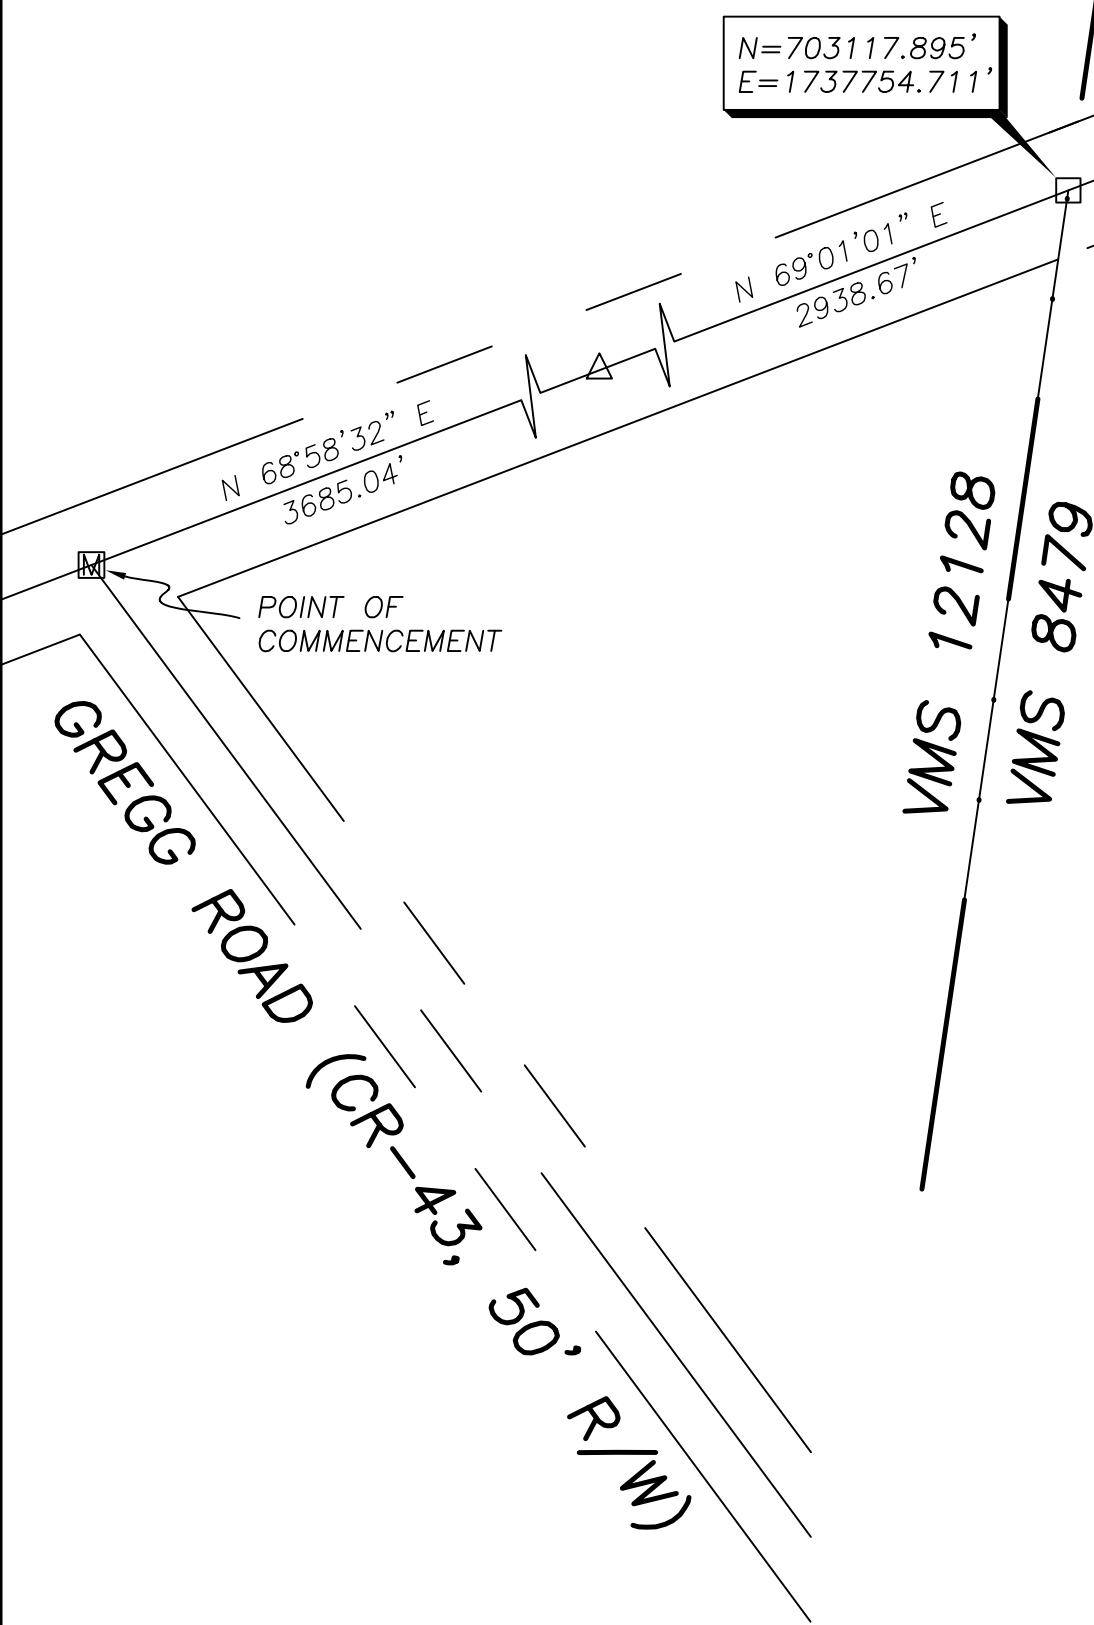 N=703117.895’
E=1737754.711’
N 69°01’01” E
2938.67’
N 68°58’32” E
3685.04’
M
POINT OF
COMMENCEMENT
VMS 12128
VMS 8479
GREGG ROAD (CR-43, 50’ R/W)